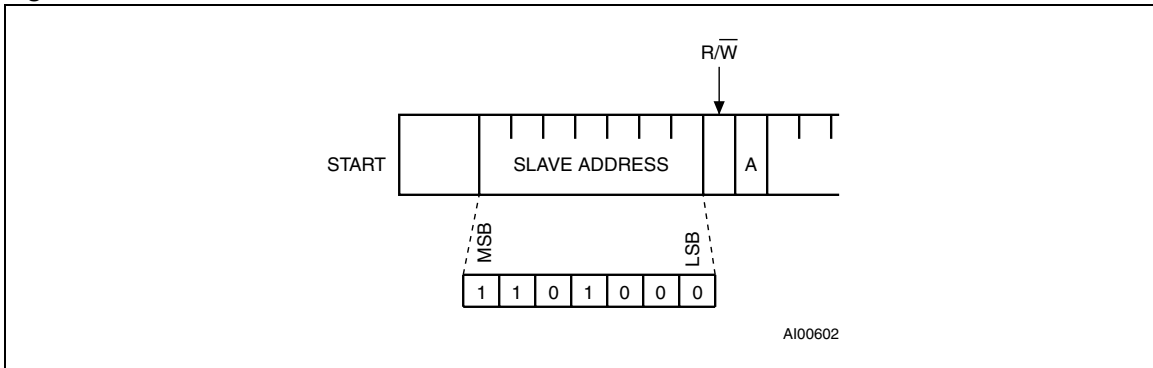 R/W̅
START
SLAVE ADDRESS
A
MSB
LSB
1 1 0 1 0 0 0
AI00602